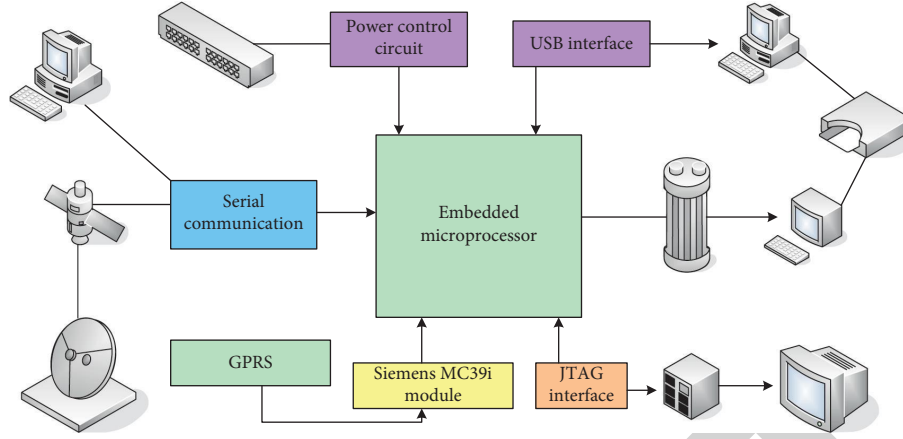 Power control
circuit
USB interface
Serial
communication
Embedded
microprocessor
GPRS
Siemens MC39i
module
JTAG
interface